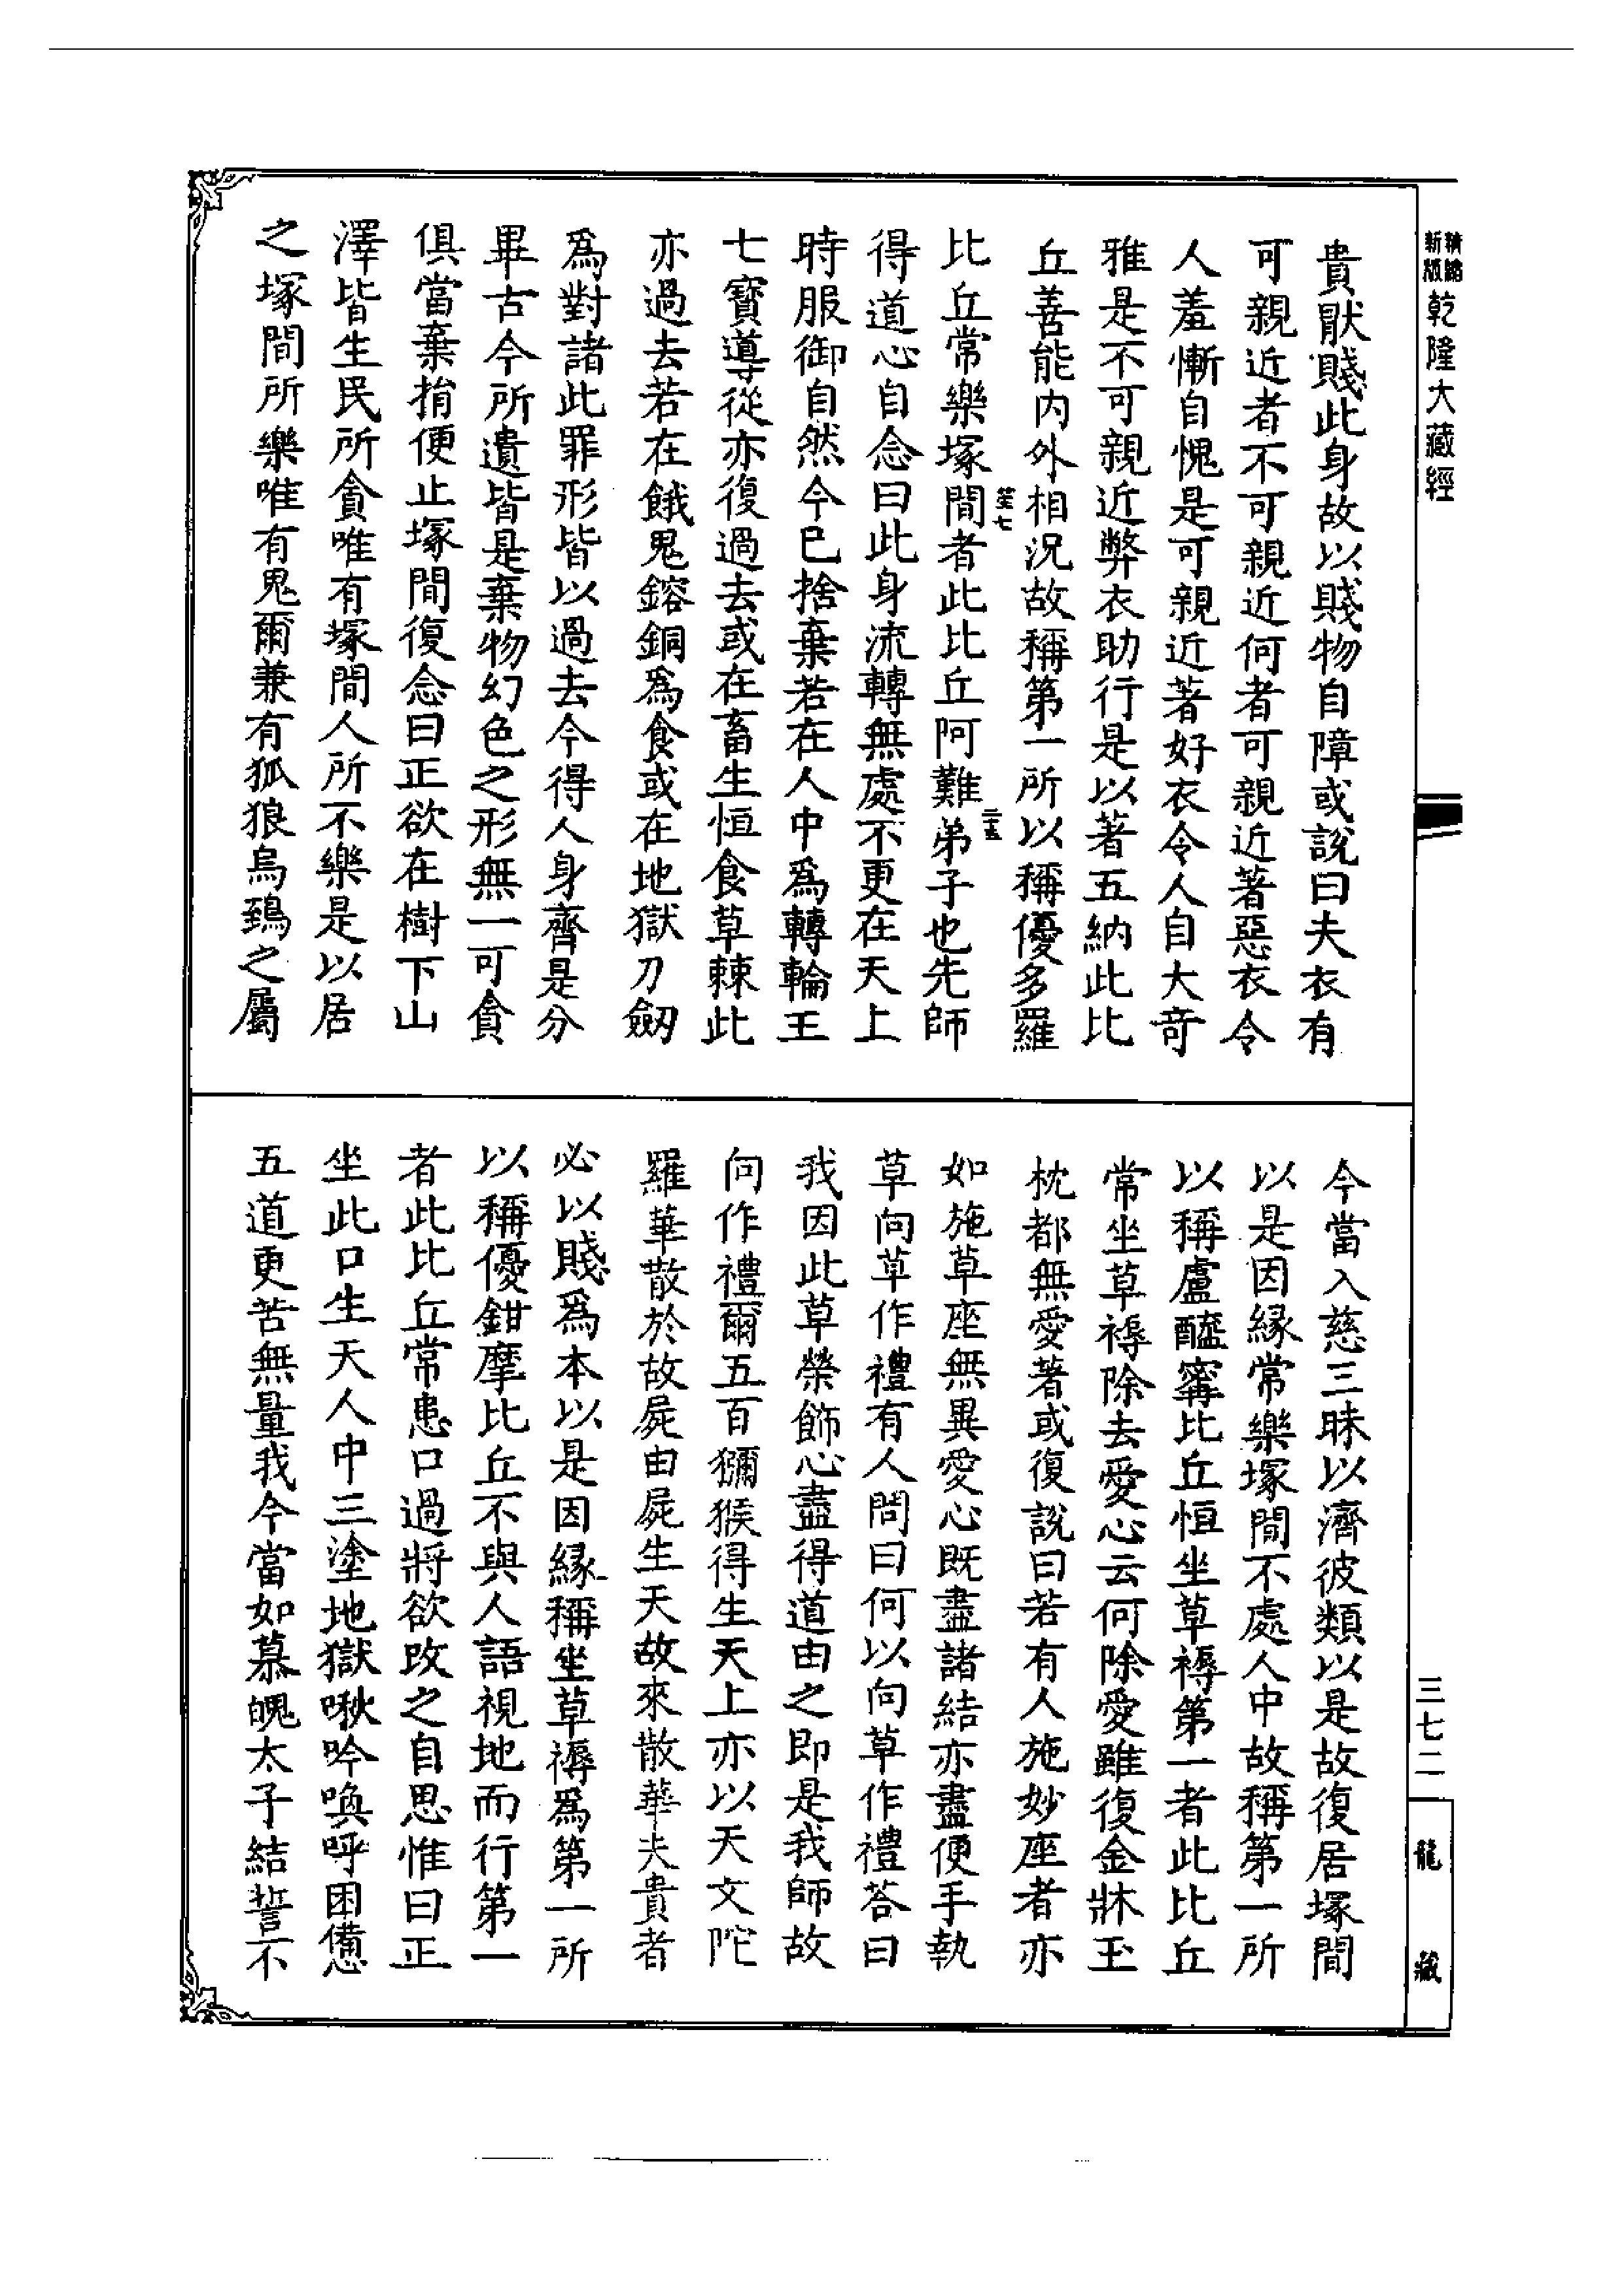 新版
乾隆大藏經
貴厭賤此身故以賤物自障或說曰夫衣有
可親近者不可親近何者可親近著惡衣令
人羞慚自愧是可親近著好衣令人自大奇
雅是不可親近弊衣助行是以著五納此比
丘善能內外相況故稱第一所以稱優多羅
比丘常樂塚間者此比丘阿難弟子也先師
得道心自念曰此身流轉無處不更在天上
時服御自然今已捨棄若在人中為轉輪王
七寶導從亦復過去或在畜生恒食草棘此
亦過去若在餓鬼鎔銅為食或在地獄刀劒
為對諸此罪形皆以過去今得人身齊是分
畢古今所遺皆是棄物幻色之形無一可貪
俱當棄捐便止塚間復念曰正欲在樹下山
澤皆生民所貪唯有塚間人所不樂是以居
之塚間所樂唯有鬼爾兼有狐狼烏鵄之屬
今當入慈三昧以濟彼類以是故復居塚間
以是因緣常樂塚間不處人中故稱第一所
以稱盧醯甯比丘恒坐草褥第一者此比丘
常坐草褥除去愛心云何除愛雖復金牀玉
枕都無愛著或復說曰若有人施妙座者亦
如施草座無異愛心既盡諸結亦盡便手執
草向草作禮有人問曰何以向草作禮荅曰
我因此草榮飾心盡得道由之即是我師故
向作禮爾五百獼猴得生天上亦以天文陀
羅華散於故屍由屍生天故來散華夫貴者
必以賤為本以是因緣稱坐草褥為第一所
以稱優鉗摩比丘不與人語視地而行第一
者此比丘常患口過將欲改之自思惟曰正
坐此口生天人中三塗地獄啾吟喚呼困備
五道更苦無量我今當如慕魄太子結誓不
三七二
龍藏